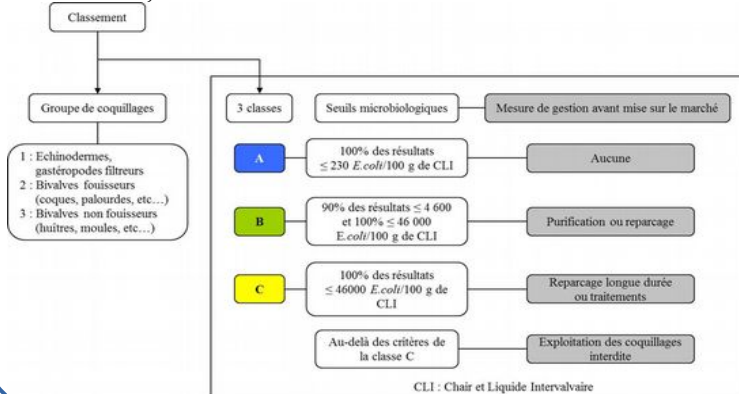 Classement
Groupe de coquillages
3 classes
Seuils microbiologiques
Mesure de gestion avant mise sur le marché
1 : Echinodermes,
gastéropodes filtreurs
2 : Bivalves fouisseurs
(coques, palourdes, etc…)
3 : Bivalves non fouisseurs
(huîtres, moules, etc…)
A
100% des résultats
≤ 230 E.coli/100 g de CLI
Aucune
B
90% des résultats ≤ 4 600
et 100% ≤ 46 000
E.coli/100 g de CLI
Purification ou reparcage
C
100% des résultats
≤ 46000 E.coli/100 g de
CLI
Reparcage longue durée
ou traitements
Au-delà des critères de
la classe C
Exploitation des coquillages
interdite
CLI : Chair et Liquide Intervalvaire